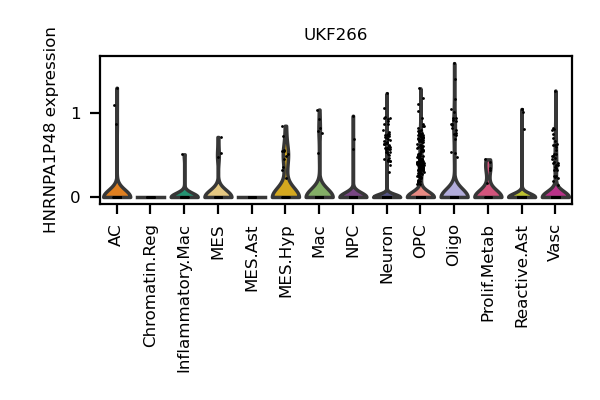 UKF266
HNRNPA1P48 expression
1
0
AC
Chromatin.Reg
Inflammatory.Mac
MES
MES.Ast
MES.Hyp
Mac
NPC
Neuron
OPC
Oligo
Prolif.Metab
Reactive.Ast
Vasc